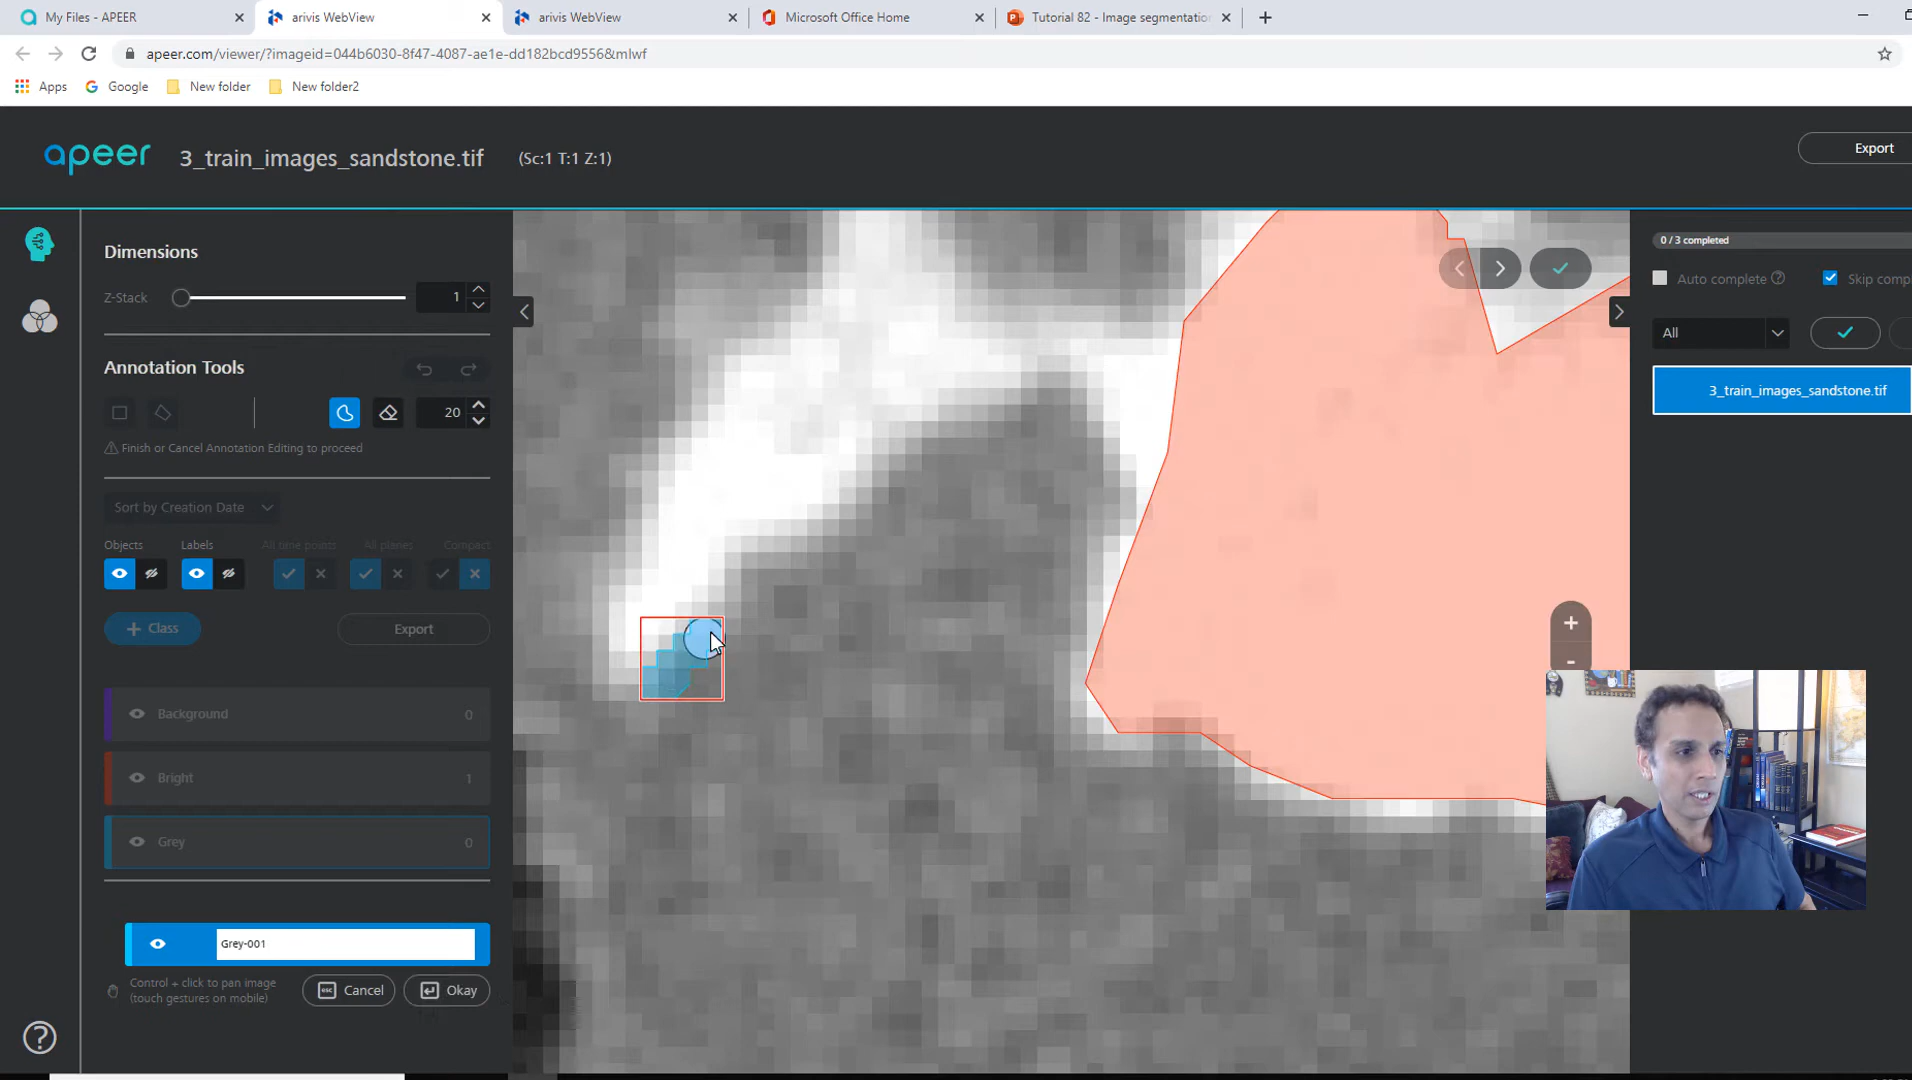 My Files - APEER
arivis WebView
arivis WebView
Microsoft Office Home
Tutorial 82 - Image segmentatio
apeer.com/viewer/?imageid=044b6030-8f47-4087-ae1e-dd182bcd9556&mlwf
Apps
Google
New folder
New folder2
apeer
3_train_images_sandstone.tif
(Sc:1 T:1 Z:1)
Export
Dimensions
Z-Stack
1
Annotation Tools
20
Finish or Cancel Annotation Editing to proceed
Sort by Creation Date
Objects
Labels
All time points
All planes
Compact
+ Class
Export
Background
0
Bright
1
Grey
0
Grey-001
Control + click to pan image
(touch gestures on mobile)
esc
Cancel
Okay
0 / 3 completed
Auto complete
Skip comp
All
3_train_images_sandstone.tif